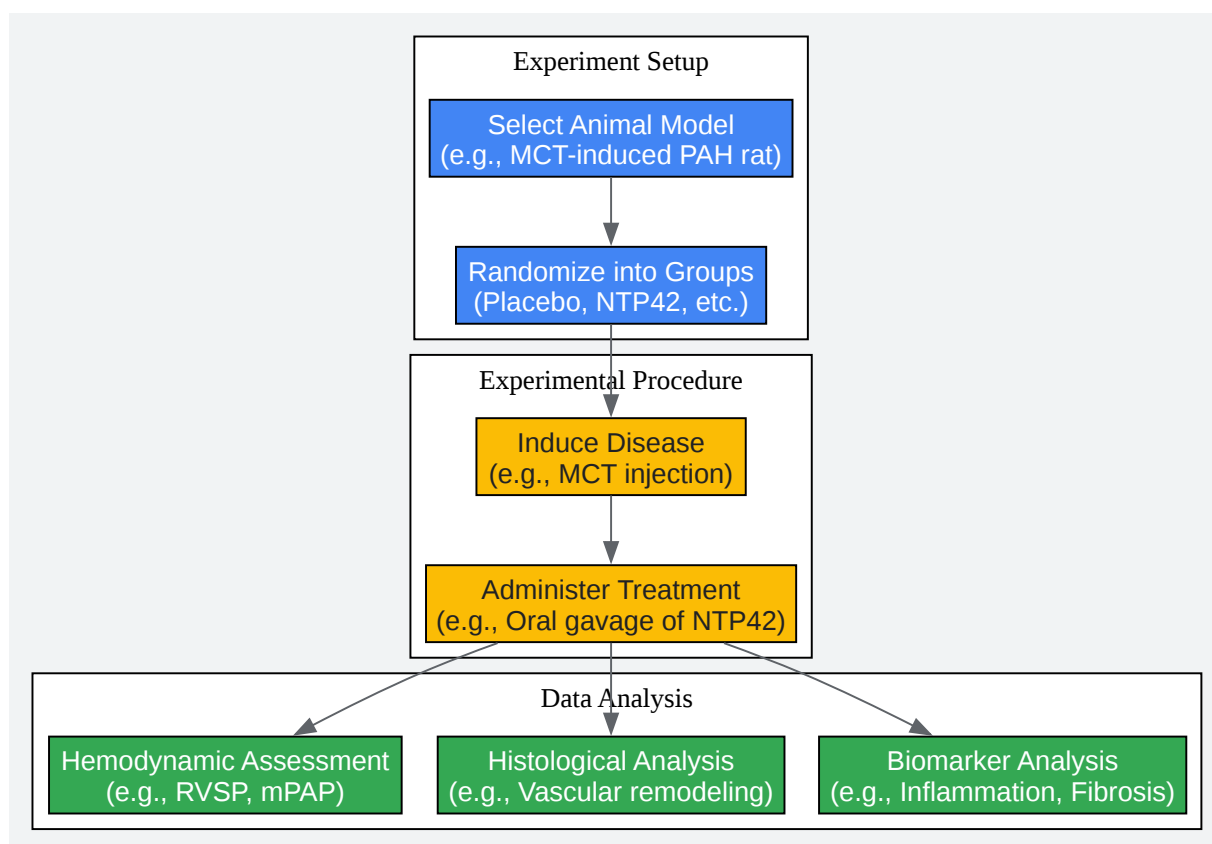 Experiment Setup
Select Animal Model
(e.g., MCT-induced PAH rat)
Randomize into Groups
(Placebo, NTP42, etc.)
Experimental Procedure
Induce Disease
(e.g., MCT injection)
Administer Treatment
(e.g., Oral gavage of NTP42)
Data Analysis
Hemodynamic Assessment
(e.g., RVSP, mPAP)
Histological Analysis
(e.g., Vascular remodeling)
Biomarker Analysis
(e.g., Inflammation, Fibrosis)